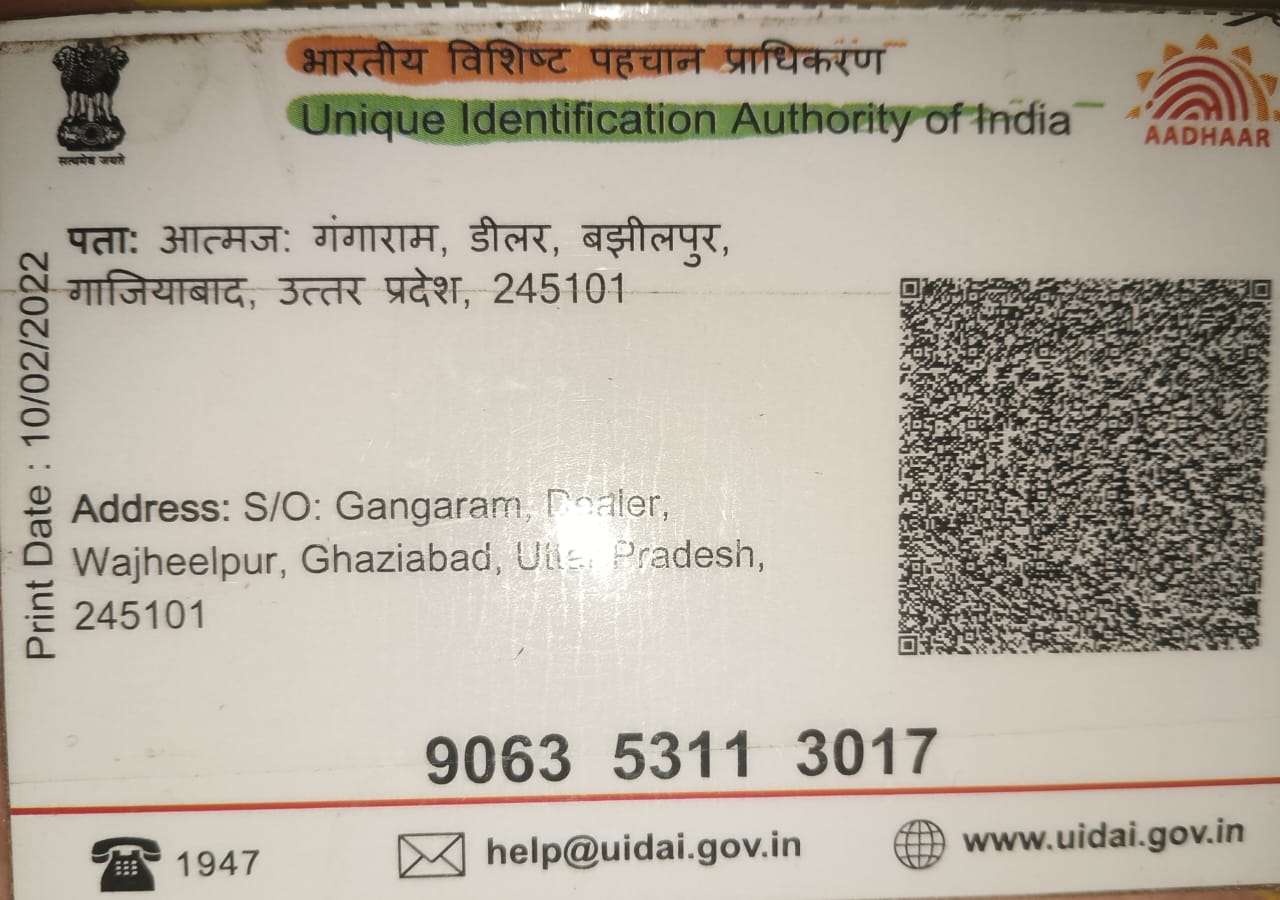 भारतीय विशिष्ट पहचान प्राधिकरण
Unique Identification Authority of India
AADHAAR
सत्यमेव जयते
पता: आत्मज: गंगाराम, डीलर, बझीलपुर,
गाजियाबाद, उत्तर प्रदेश, 245101
Print Date : 10/02/2022
Address: S/O: Gangaram, Dealer,
Wajheelpur, Ghaziabad, Uttar Pradesh,
245101
9063 5311 3017
1947
help@uidai.gov.in
www.uidai.gov.in